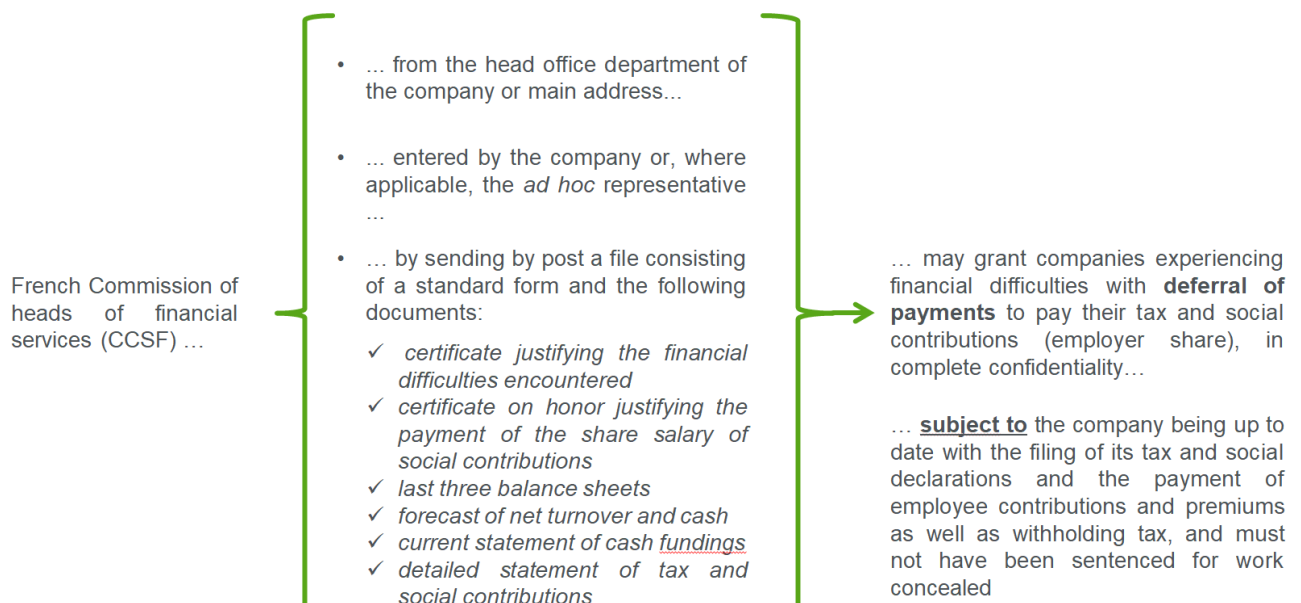 French Commission of
heads of financial
services (CCSF) …
• ... from the head office department of
the company or main address...
• ... entered by the company or, where
applicable, the ad hoc representative
...
• … by sending by post a file consisting
of a standard form and the following
documents:
✓ certificate justifying the financial
difficulties encountered
✓ certificate on honor justifying the
payment of the share salary of
social contributions
✓ last three balance sheets
✓ forecast of net turnover and cash
✓ current statement of cash fundings
✓ detailed statement of tax and
social contributions
… may grant companies experiencing
financial difficulties with deferral of
payments to pay their tax and social
contributions (employer share), in
complete confidentiality…
… subject to the company being up to
date with the filing of its tax and social
declarations and the payment of
employee contributions and premiums
as well as withholding tax, and must
not have been sentenced for work
concealed